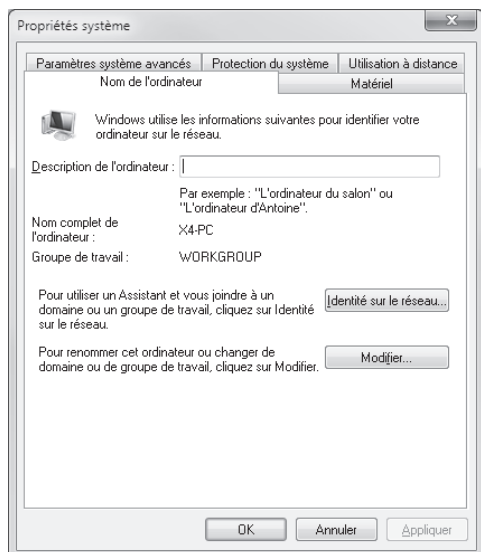 Propriétés système
Paramètres système avancés
Protection du système
Utilisation à distance
Nom de l'ordinateur
Matériel
Windows utilise les informations suivantes pour identifier votre
ordinateur sur le réseau.
Description de l'ordinateur :
Par exemple : "L'ordinateur du salon" ou
"L'ordinateur d'Antoine".
Nom complet de
l'ordinateur :
X4-PC
Groupe de travail :
WORKGROUP
Pour utiliser un Assistant et vous joindre à un
domaine ou un groupe de travail, cliquez sur Identité
sur le réseau.
Identité sur le réseau...
Pour renommer cet ordinateur ou changer de
domaine ou de groupe de travail, cliquez sur Modifier.
Modifier...
OK
Annuler
Appliquer